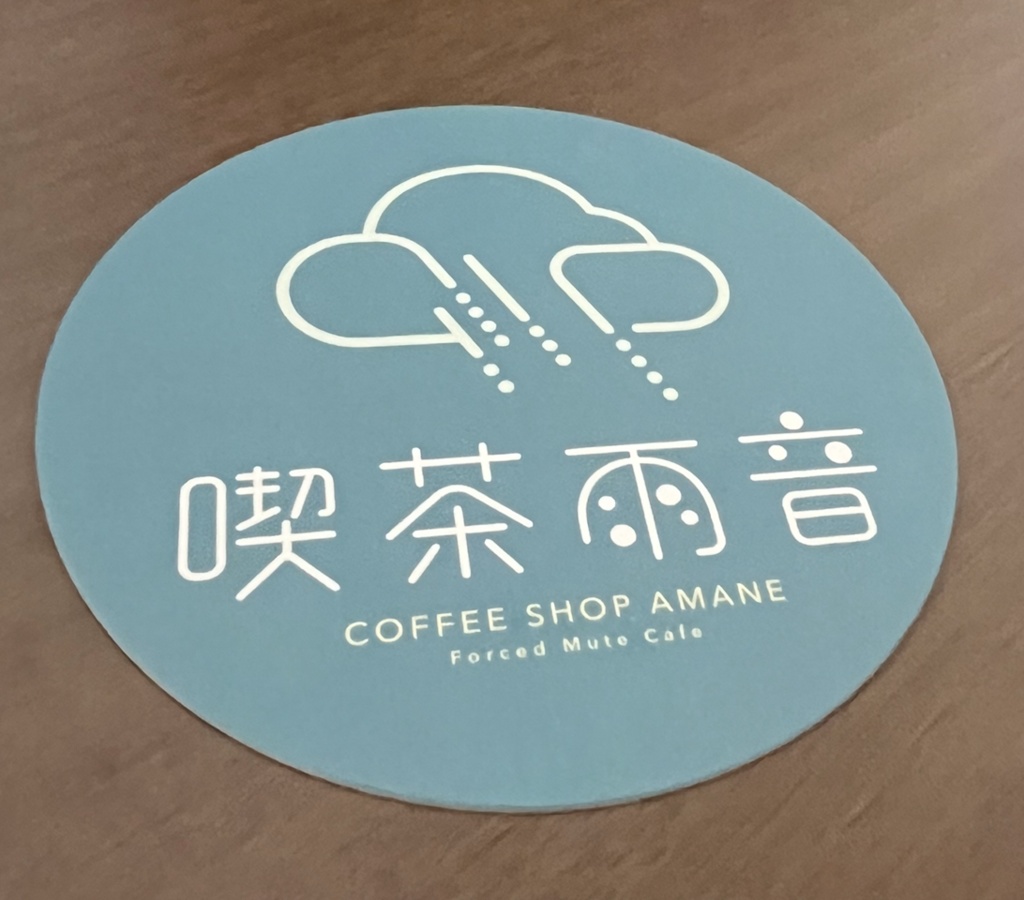 喫茶雨音
COFFEE SHOP AMANE
Forced Mute Cafe